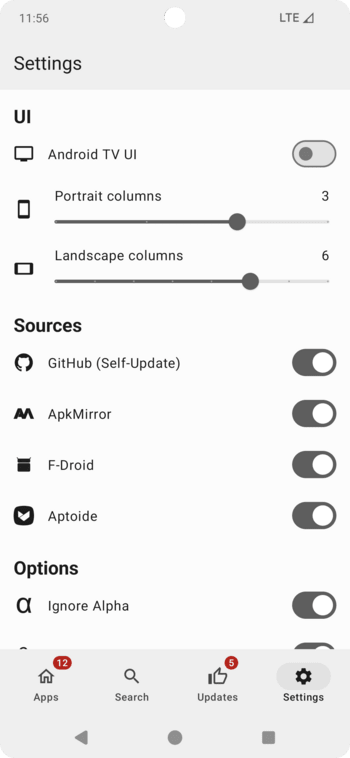 11:56 LTE
Settings
UI
Android TV UI
Portrait columns 3
Landscape columns 6
Sources
GitHub (Self-Update)
ApkMirror
F-Droid
Aptoide
Options
α Ignore Alpha
12 5
Apps Search Updates Settings